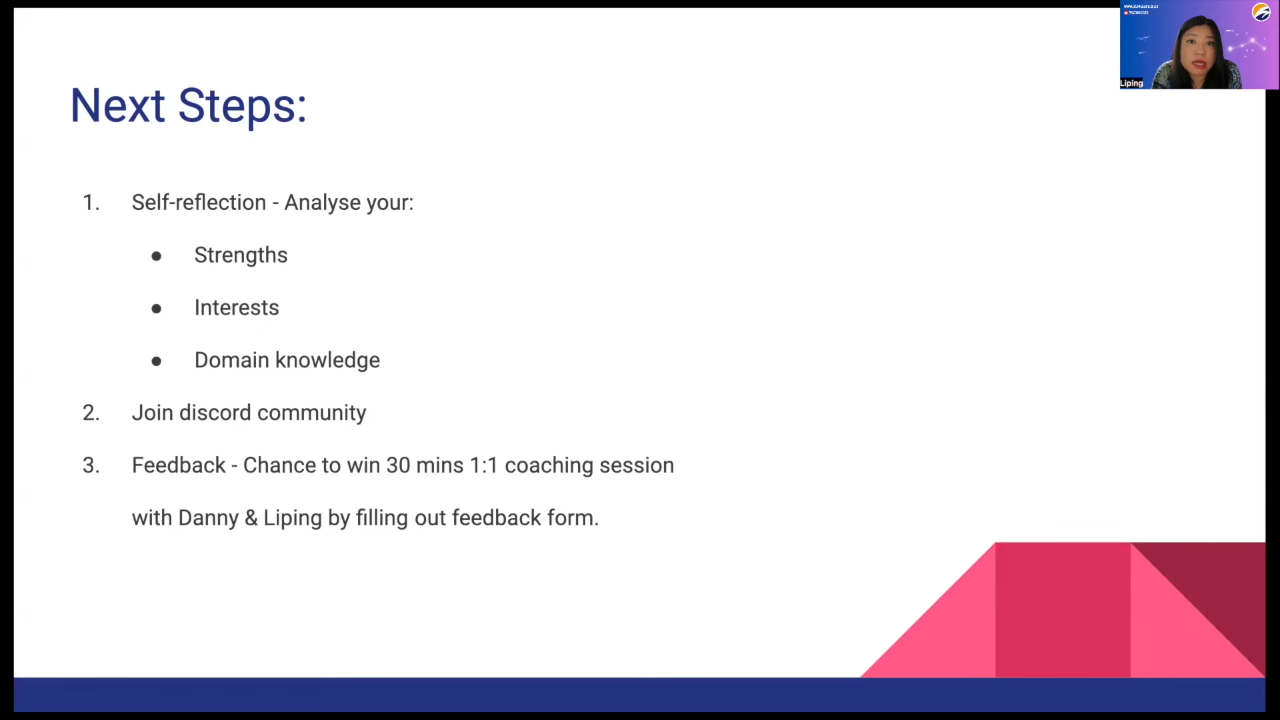 Next Steps:
1. Self-reflection - Analyse your:
● Strengths
● Interests
● Domain knowledge
2. Join discord community
3. Feedback - Chance to win 30 mins 1:1 coaching session
with Danny & Liping by filling out feedback form.
Liping